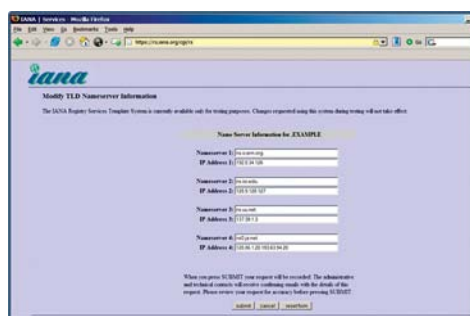 IANA | Services - Mozilla Firefox
File Edit View Go Bookmarks Tools Help
Go
iana
Modify TLD Nameserver Information
The IANA Registry Services Template System is currently available only for testing purposes. Changes requested using this system during testing will not take effect.
Name Server Information for .EXAMPLE
Nameserver 1:
IP Address 1:
Nameserver 2:
IP Address 2:
Nameserver 3:
IP Address 3:
Nameserver 4:
IP Address 4:
When you press SUBMIT your request will be recorded. The administrative
and technical contacts will receive confirming emails with the details of this
request. Please review your request for accuracy before pressing SUBMIT.
submit cancel reset form